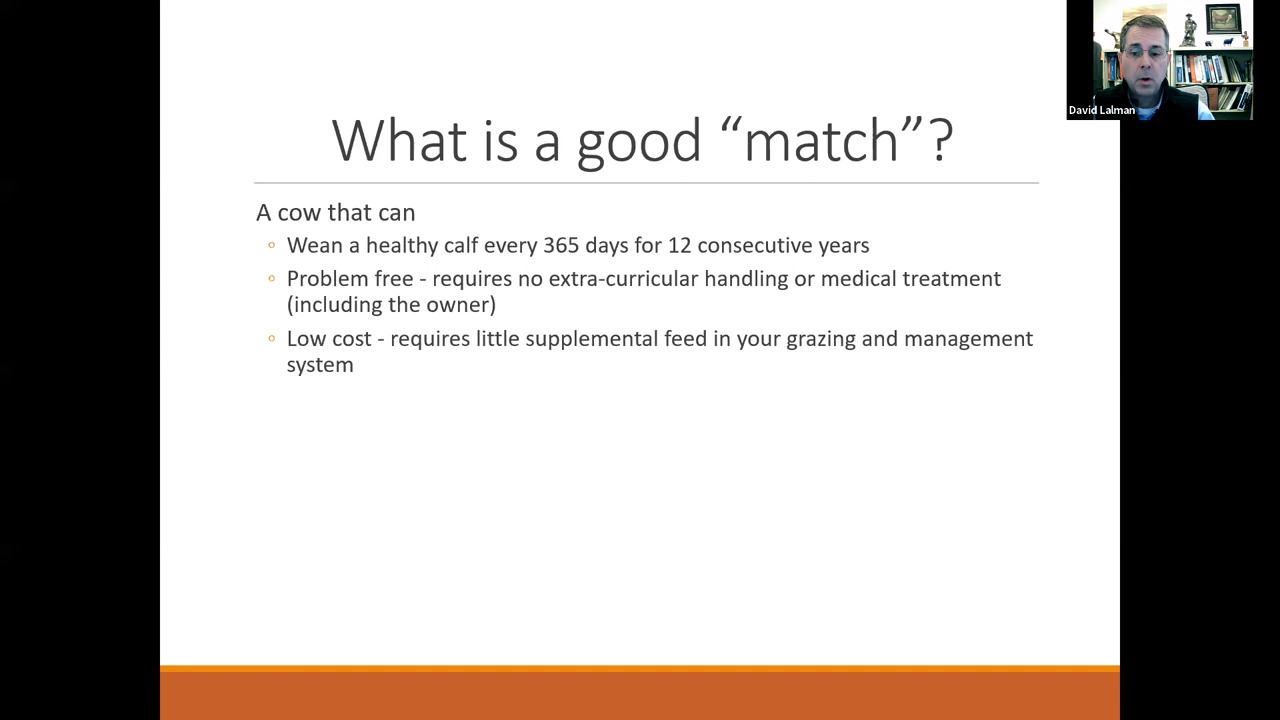 What is a good “match”?
David Lalman
A cow that can
◦ Wean a healthy calf every 365 days for 12 consecutive years
◦ Problem free - requires no extra-curricular handling or medical treatment
(including the owner)
◦ Low cost - requires little supplemental feed in your grazing and management
system